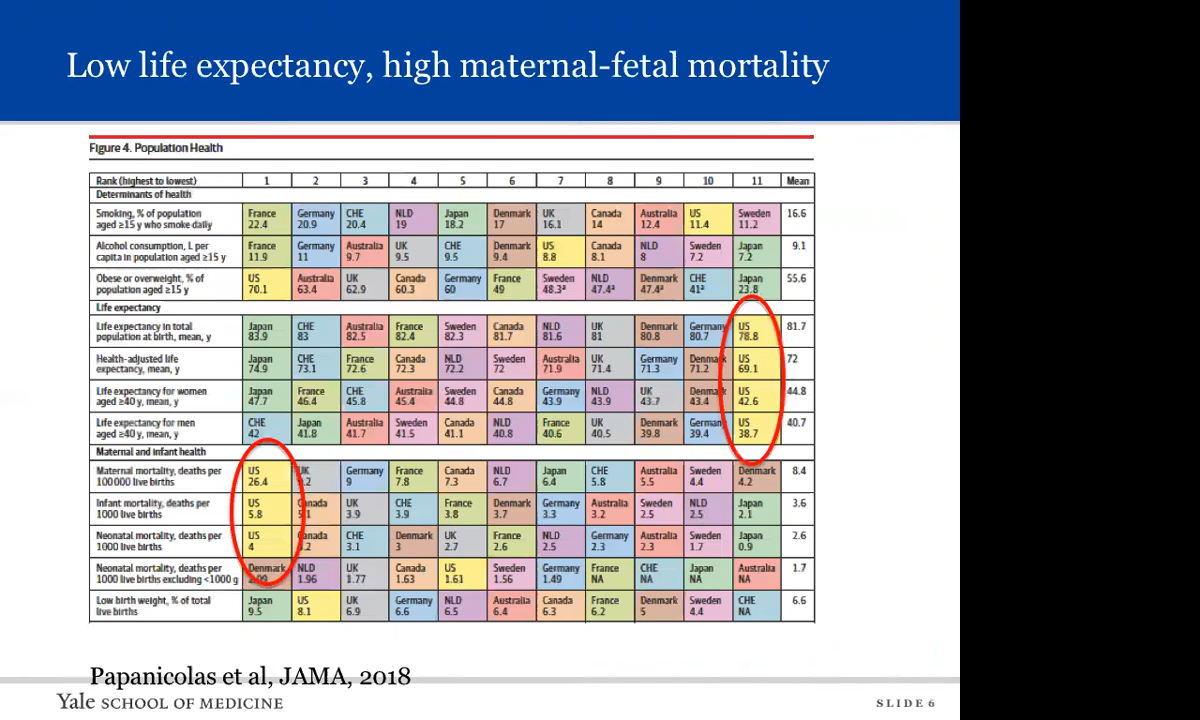 Low life expectancy, high maternal-fetal mortality
Figure 4. Population Health
Rank (highest to lowest) 1 2 3 4 5 6 7 8 9 10 11 Mean
Determinants of health
Smoking, % of population France Germany CHE NLD Japan Denmark UK Canada Australia US Sweden 16.6
aged ≥15 y who smoke daily 22.4 20.9 20.4 19 18.2 17 16.1 14 12.4 11.4 11.2
Alcohol consumption, L per France Germany Australia UK CHE Denmark US Canada NLD Sweden Japan 9.1
capita in population aged ≥15 y 11.9 11 9.7 9.5 9.5 9.4 8.8 8.1 8 7.2 7.2
Obese or overweight, % of US Australia UK Canada Germany France Sweden NLD Denmark CHE Japan 55.6
population aged ≥15 y 70.1 63.4 62.9 60.3 60 49 48.3a 47.4a 47.4a 41a 23.8
Life expectancy
Life expectancy in total Japan CHE Australia France Sweden Canada NLD UK Denmark Germany US 81.7
population at birth, mean, y 83.9 83 82.5 82.4 82.3 81.7 81.6 81 80.8 80.7 78.8
Health-adjusted life Japan CHE France Canada NLD Sweden Australia UK Germany Denmark US 72
expectancy, mean, y 74.9 73.1 72.6 72.3 72.2 72 71.9 71.4 71.3 71.2 69.1
Life expectancy for women Japan France CHE Australia Sweden Canada Germany NLD UK Denmark US 44.8
aged ≥40 y, mean, y 47.7 46.4 45.8 45.4 44.8 44.8 43.9 43.9 43.7 43.4 42.6
Life expectancy for men CHE Japan Australia Sweden Canada NLD France UK Denmark Germany US 40.7
aged ≥40 y, mean, y 42 41.8 41.7 41.5 41.1 40.8 40.6 40.5 39.8 39.4 38.7
Maternal and infant health
Maternal mortality, deaths per US UK Germany France Canada NLD Japan CHE Australia Sweden Denmark 8.4
100 000 live births 26.4 9 7.8 7.3 6.7 6.4 5.8 5.5 4.4 4.2
Infant mortality, deaths per US Canada UK CHE France Denmark Germany Australia Sweden NLD Japan 3.6
1000 live births 5.8 5.1 3.9 3.9 3.8 3.7 3.3 3.2 2.5 2.5 2.1
Neonatal mortality, deaths per US Canada CHE Denmark UK France NLD Germany Australia Sweden Japan 2.6
1000 live births 4 3.1 3 2.7 2.6 2.5 2.3 2.3 1.7 0.9
Neonatal mortality, deaths per Denmark NLD UK Canada US Sweden Germany France CHE Japan Australia 1.7
1000 live births excluding <1000 g 1.96 1.77 1.63 1.61 1.56 1.49 NA NA NA NA
Low birth weight, % of total Japan US UK Germany NLD Australia Canada France Denmark Sweden CHE 6.6
live births 9.5 8.1 6.9 6.6 6.5 6.4 6.3 6.2 5 4.4 NA
Papanicolas et al, JAMA, 2018
Yale SCHOOL OF MEDICINE
SLIDE 6